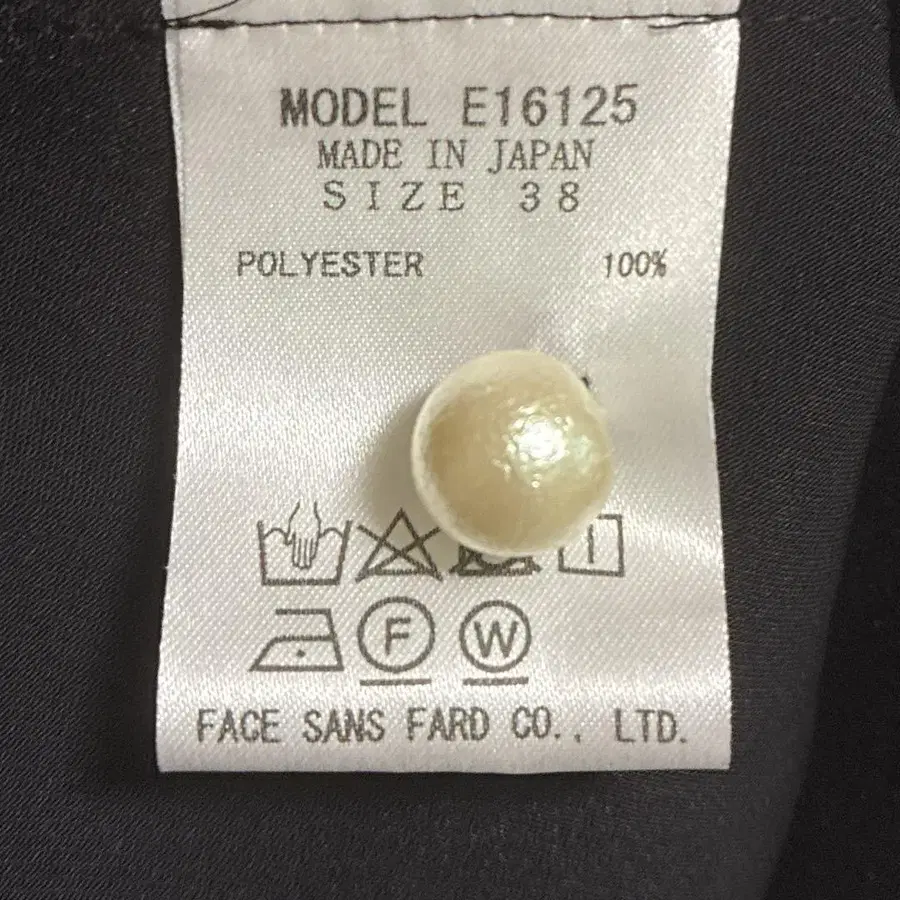 MODEL E16125
MADE IN JAPAN
SIZE 38
POLYESTER 100%
F W
FACE SANS FARD CO., LTD.